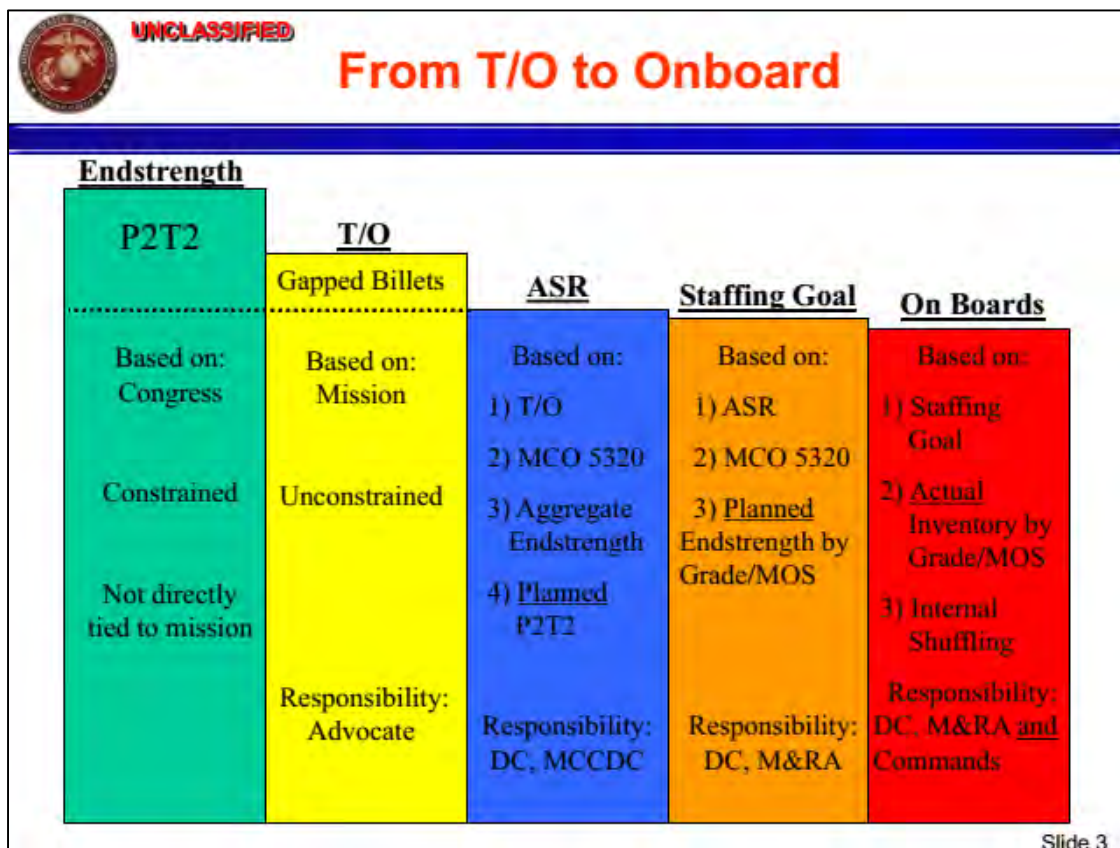 UNCLASSIFIED
From T/O to Onboard
Endstrength
P2T2
Based on:
Congress
Constrained
Not directly
tied to mission
T/O
Gapped Billets
Based on:
Mission
Unconstrained
Responsibility:
Advocate
ASR
Based on:
1) T/O
2) MCO 5320
3) Aggregate
Endstrength
4) Planned
P2T2
Responsibility:
DC, MCCDC
Staffing Goal
Based on:
1) ASR
2) MCO 5320
3) Planned
Endstrength by
Grade/MOS
Responsibility:
DC, M&RA
On Boards
Based on:
1) Staffing
Goal
2) Actual
Inventory by
Grade/MOS
3) Internal
Shuffling
Responsibility:
DC, M&RA and
Commands
Slide 3